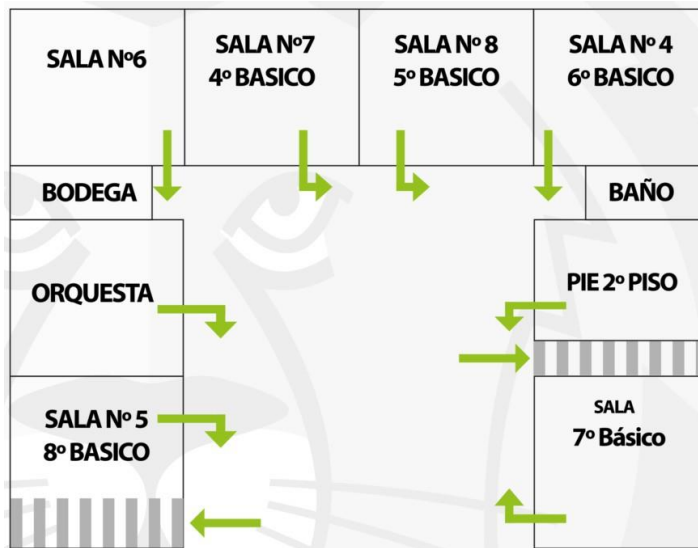 SALA Nº6
SALA Nº7
4º BASICO
SALA Nº 8
5º BASICO
SALA Nº 4
6º BASICO
BODEGA
BAÑO
ORQUESTA
PIE 2º PISO
SALA Nº 5
8º BASICO
SALA
7º Básico